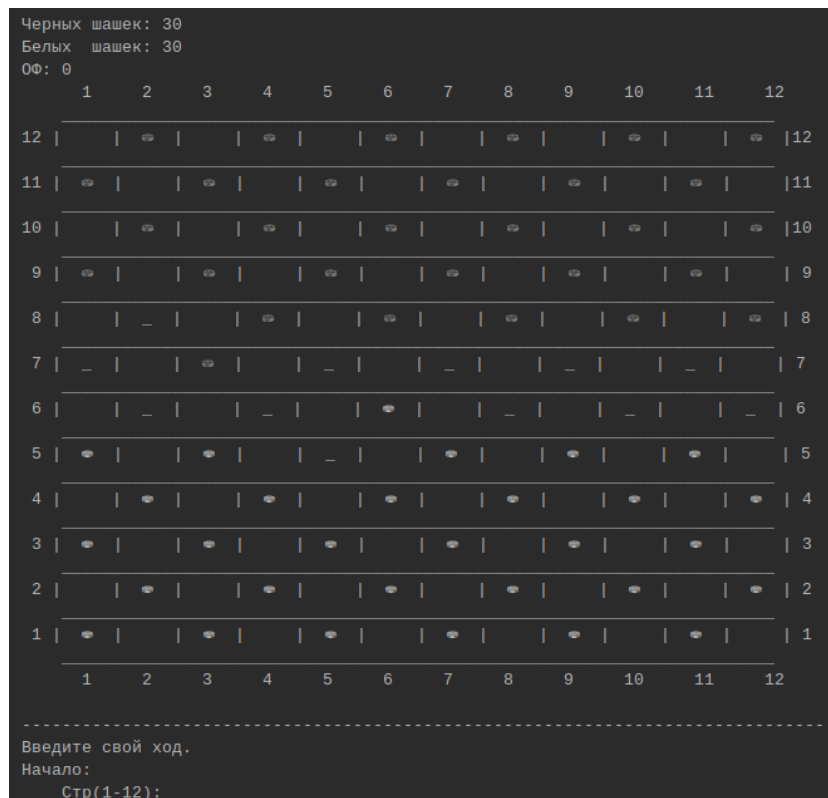 Черных шашек: 30
Белых шашек: 30
ОФ: 0
1 2 3 4 5 6 7 8 9 10 11 12
12 | | ⛂ | | ⛂ | | ⛂ | | ⛂ | | ⛂ | | ⛂ |12
11 | ⛂ | | ⛂ | | ⛂ | | ⛂ | | ⛂ | | ⛂ | |11
10 | | ⛂ | | ⛂ | | ⛂ | | ⛂ | | ⛂ | | ⛂ |10
9 | ⛂ | | ⛂ | | ⛂ | | ⛂ | | ⛂ | | ⛂ | | 9
8 | | _ | | ⛂ | | ⛂ | | ⛂ | | ⛂ | | ⛂ | 8
7 | _ | | ⛂ | | _ | | _ | | _ | | _ | | 7
6 | | _ | | _ | | ⛂ | | _ | | _ | | _ | 6
5 | ⛂ | | ⛂ | | _ | | ⛂ | | ⛂ | | ⛂ | | 5
4 | | ⛂ | | ⛂ | | ⛂ | | ⛂ | | ⛂ | | ⛂ | 4
3 | ⛂ | | ⛂ | | ⛂ | | ⛂ | | ⛂ | | ⛂ | | 3
2 | | ⛂ | | ⛂ | | ⛂ | | ⛂ | | ⛂ | | ⛂ | 2
1 | ⛂ | | ⛂ | | ⛂ | | ⛂ | | ⛂ | | ⛂ | | 1
1 2 3 4 5 6 7 8 9 10 11 12
--------------------------------------------------------------------------------
Введите свой ход.
Начало:
Стр(1-12):